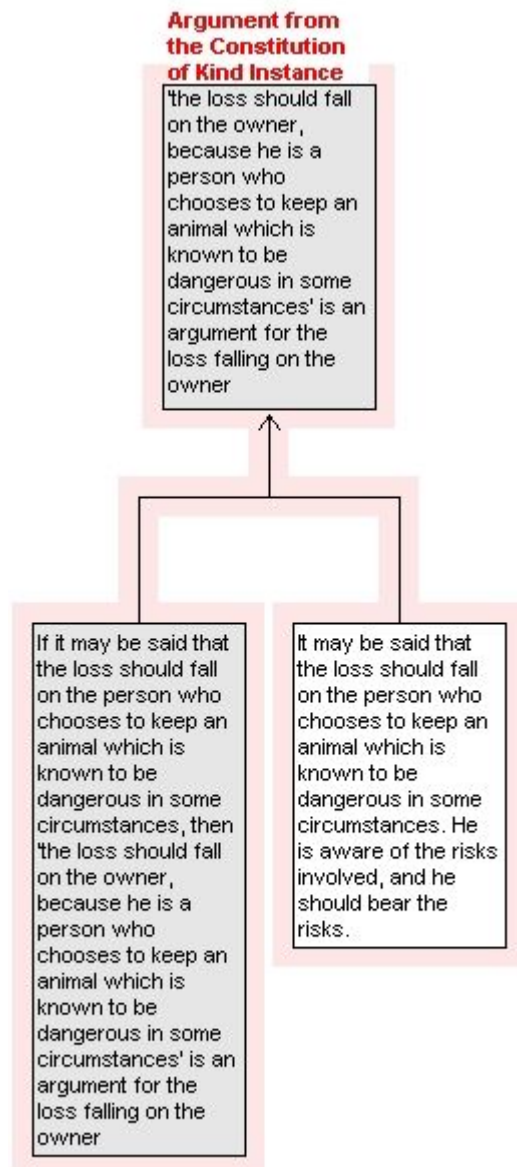 Argument from
the Constitution
of Kind Instance
'the loss should fall
on the owner,
because he is a
person who
chooses to keep an
animal which is
known to be
dangerous in some
circumstances' is an
argument for the
loss falling on the
owner
If it may be said that
the loss should fall
on the person who
chooses to keep an
animal which is
known to be
dangerous in some
circumstances, then
'the loss should fall
on the owner,
because he is a
person who
chooses to keep an
animal which is
known to be
dangerous in some
circumstances' is an
argument for the
loss falling on the
owner
It may be said that
the loss should fall
on the person who
chooses to keep an
animal which is
known to be
dangerous in some
circumstances. He
is aware of the risks
involved, and he
should bear the
risks.